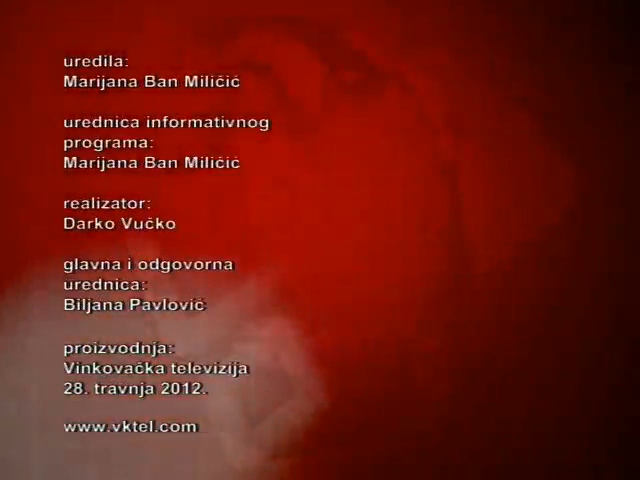 uredila:
Marijana Ban Miličić
urednica informativnog
programa:
Marijana Ban Miličić
realizator:
Darko Vučko
glavna i odgovorna
urednica:
Biljana Pavlović
proizvodnja:
Vinkovačka televizija
28. travnja 2012.
www.vktel.com